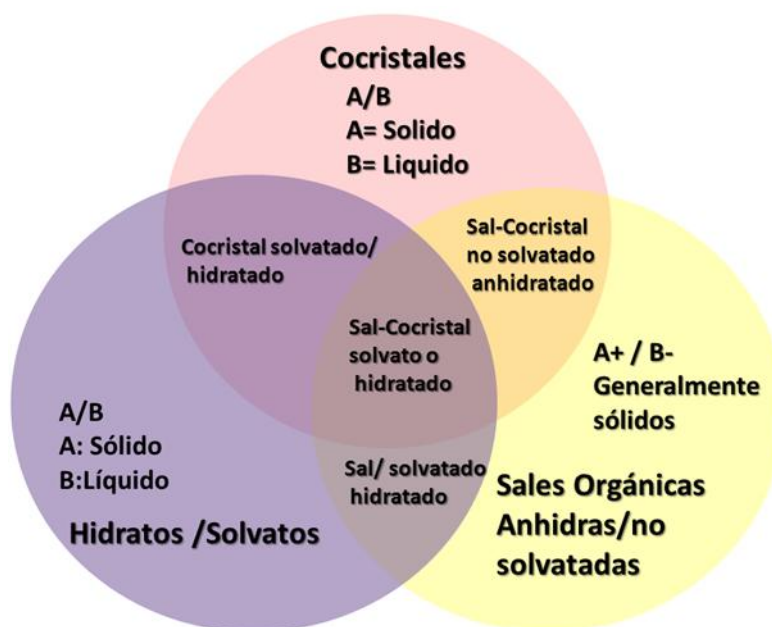 Cocristales
A/B
A= Solido
B= Liquido
Cocristal solvatado/
hidratado
Sal-Cocristal
no solvatado
anhidratado
Sal-Cocristal
solvato o
hidratado
A+ / B-
Generalmente
sólidos
A/B
A: Sólido
B:Líquido
Hidratos /Solvatos
Sal/ solvatado
hidratado
Sales Orgánicas
Anhidras/no
solvatadas